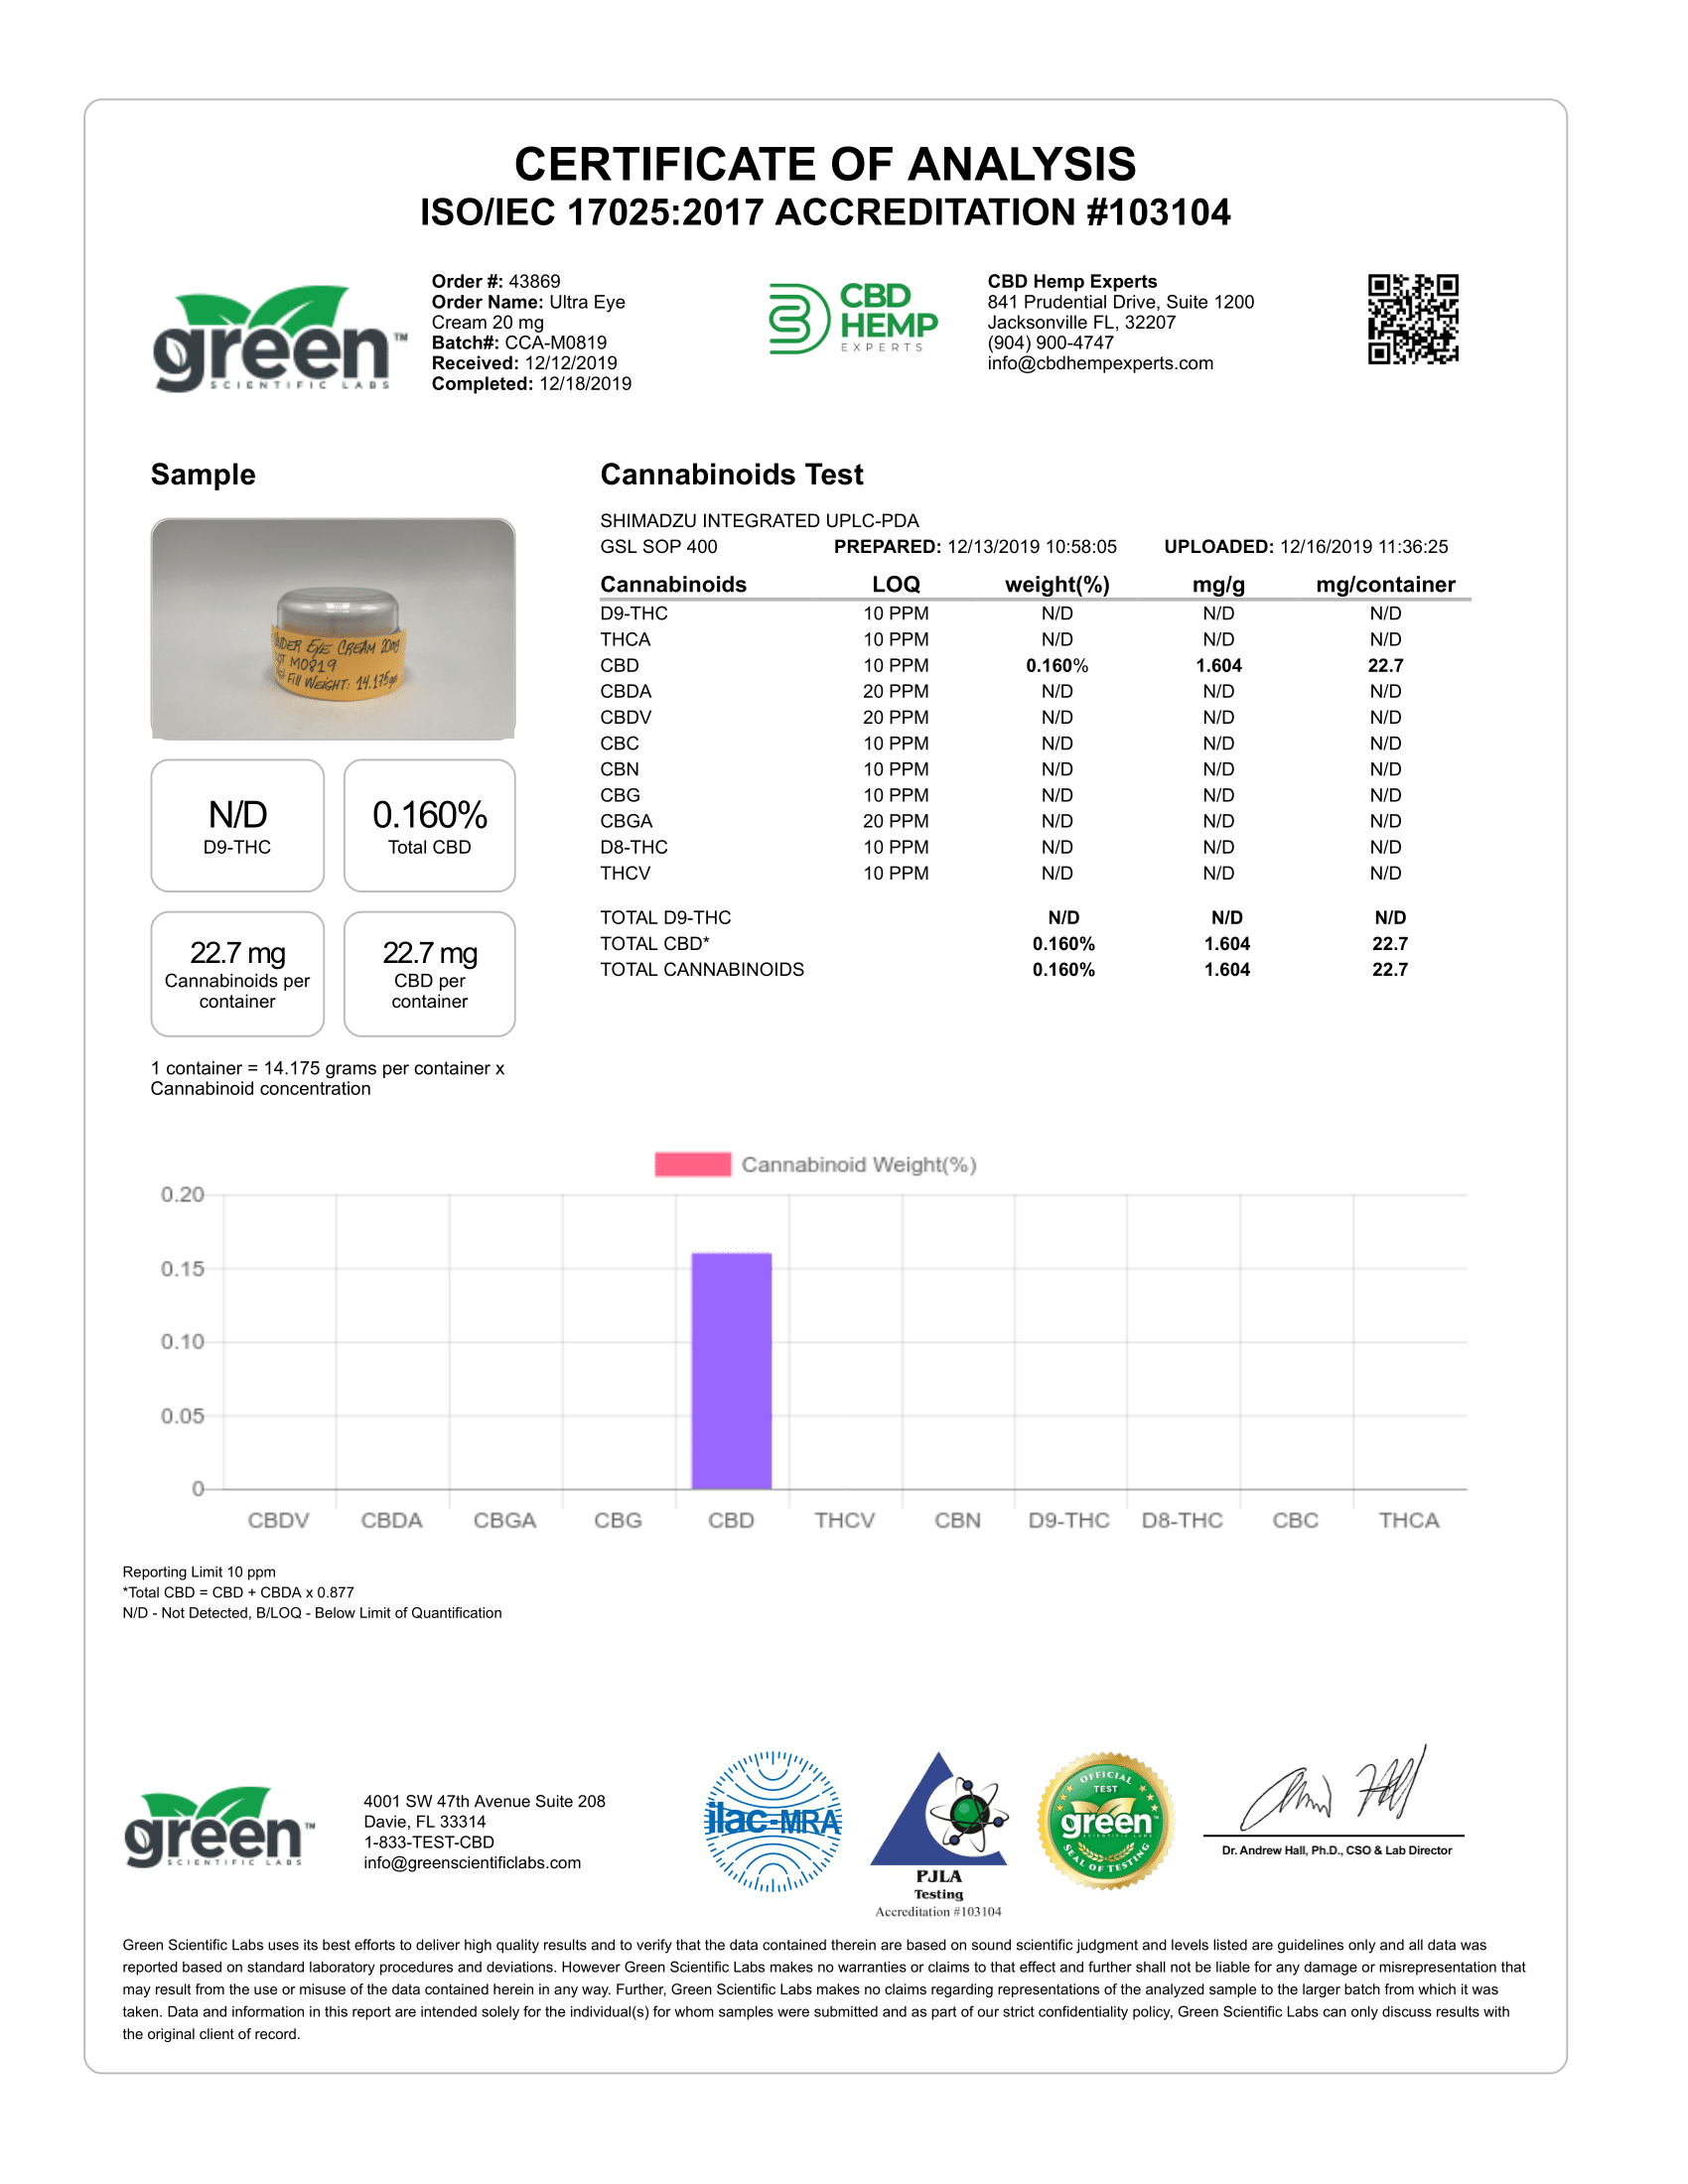 CERTIFICATE OF ANALYSIS
ISO/IEC 17025:2017 ACCREDITATION #103104
green™
SCIENTIFIC LABS
Order #: 43869
Order Name: Ultra Eye
Cream 20 mg
Batch#: CCA-M0819
Received: 12/12/2019
Completed: 12/18/2019
CBD
HEMP
EXPERTS
CBD Hemp Experts
841 Prudential Drive, Suite 1200
Jacksonville FL, 32207
(904) 900-4747
info@cbdhempexperts.com
Sample
EYE CREAM 20mg
M0819
Fill WEIGHT: 14.175gm
N/D
D9-THC
0.160%
Total CBD
22.7 mg
Cannabinoids per
container
22.7 mg
CBD per
container
1 container = 14.175 grams per container x
Cannabinoid concentration
Cannabinoids Test
SHIMADZU INTEGRATED UPLC-PDA
GSL SOP 400 PREPARED: 12/13/2019 10:58:05 UPLOADED: 12/16/2019 11:36:25
Cannabinoids LOQ weight(%) mg/g mg/container
D9-THC 10 PPM N/D N/D N/D
THCA 10 PPM N/D N/D N/D
CBD 10 PPM 0.160% 1.604 22.7
CBDA 20 PPM N/D N/D N/D
CBDV 20 PPM N/D N/D N/D
CBC 10 PPM N/D N/D N/D
CBN 10 PPM N/D N/D N/D
CBG 10 PPM N/D N/D N/D
CBGA 20 PPM N/D N/D N/D
D8-THC 10 PPM N/D N/D N/D
THCV 10 PPM N/D N/D N/D
TOTAL D9-THC N/D N/D N/D
TOTAL CBD* 0.160% 1.604 22.7
TOTAL CANNABINOIDS 0.160% 1.604 22.7
Cannabinoid Weight(%)
0.20
0.15
0.10
0.05
0
CBDV CBDA CBGA CBG CBD THCV CBN D9-THC D8-THC CBC THCA
Reporting Limit 10 ppm
*Total CBD = CBD + CBDA x 0.877
N/D - Not Detected, B/LOQ - Below Limit of Quantification
green™
SCIENTIFIC LABS
4001 SW 47th Avenue Suite 208
Davie, FL 33314
1-833-TEST-CBD
info@greenscientificlabs.com
ilac-MRA
PJLA
Testing
Accreditation #103104
OFFICIAL
TEST
green™
SCIENTIFIC LABS
SEAL OF TESTING
Dr. Andrew Hall, Ph.D., CSO & Lab Director
Green Scientific Labs uses its best efforts to deliver high quality results and to verify that the data contained therein are based on sound scientific judgment and levels listed are guidelines only and all data was
reported based on standard laboratory procedures and deviations. However Green Scientific Labs makes no warranties or claims to that effect and further shall not be liable for any damage or misrepresentation that
may result from the use or misuse of the data contained herein in any way. Further, Green Scientific Labs makes no claims regarding representations of the analyzed sample to the larger batch from which it was
taken. Data and information in this report are intended solely for the individual(s) for whom samples were submitted and as part of our strict confidentiality policy, Green Scientific Labs can only discuss results with
the original client of record.